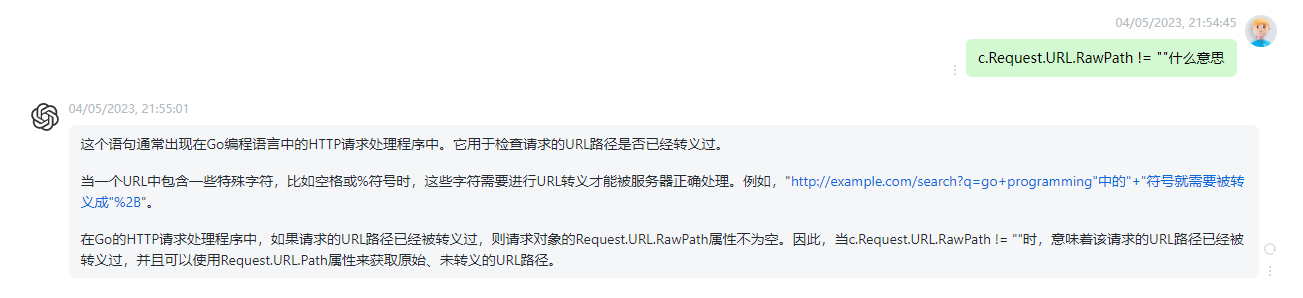 04/05/2023, 21:54:45
c.Request.URL.RawPath != ""什么意思
04/05/2023, 21:55:01
这个语句通常出现在Go编程语言中的HTTP请求处理程序中。它用于检查请求的URL路径是否已经转义过。
当一个URL中包含一些特殊字符，比如空格或%符号时，这些字符需要进行URL转义才能被服务器正确处理。例如，"http://example.com/search?q=go+programming"中的"+"符号就需要被转
义成"%2B"。
在Go的HTTP请求处理程序中，如果请求的URL路径已经被转义过，则请求对象的Request.URL.RawPath属性不为空。因此，当c.Request.URL.RawPath != ""时，意味着该请求的URL路径已经被
转义过，并且可以使用Request.URL.Path属性来获取原始、未转义的URL路径。